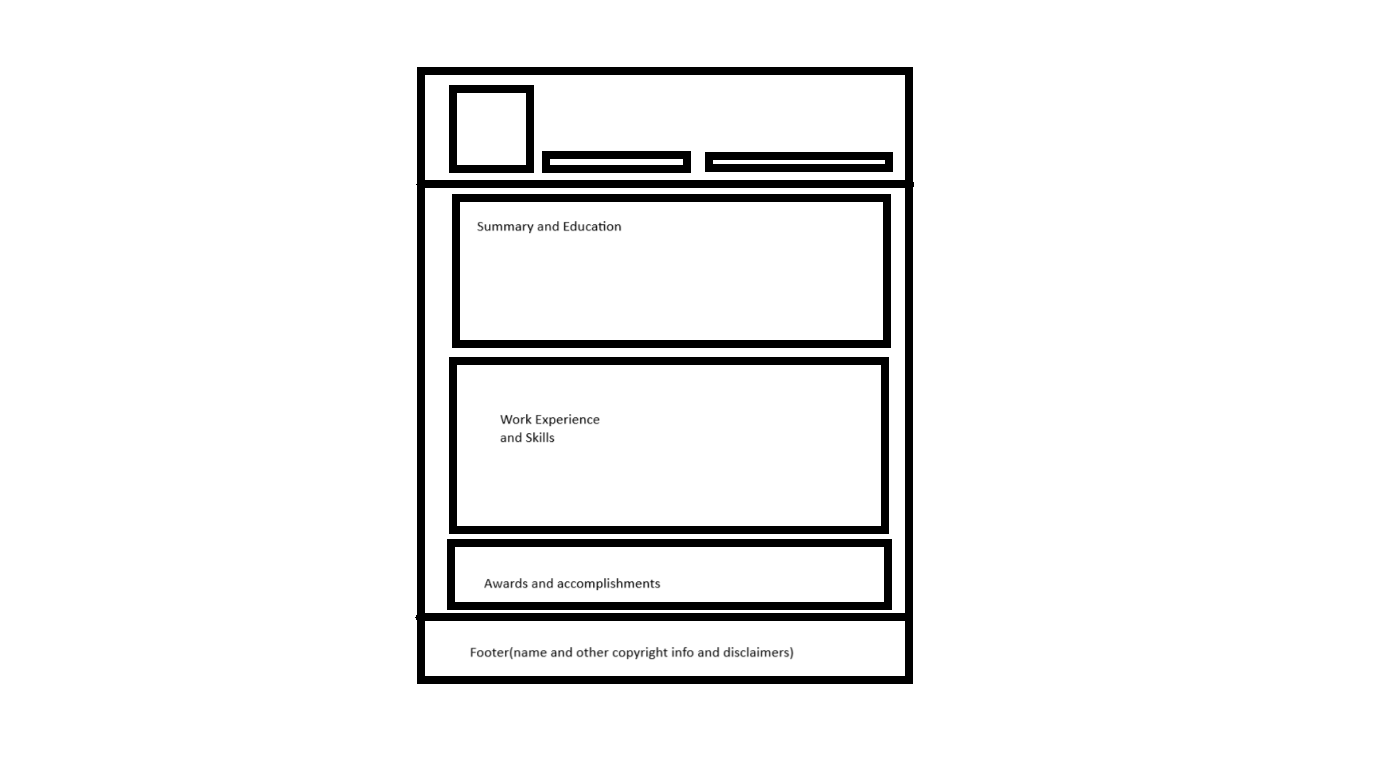 Summary and Education
Work Experience
and Skills
Awards and accomplishments
Footer(name and other copyright info and disclaimers)